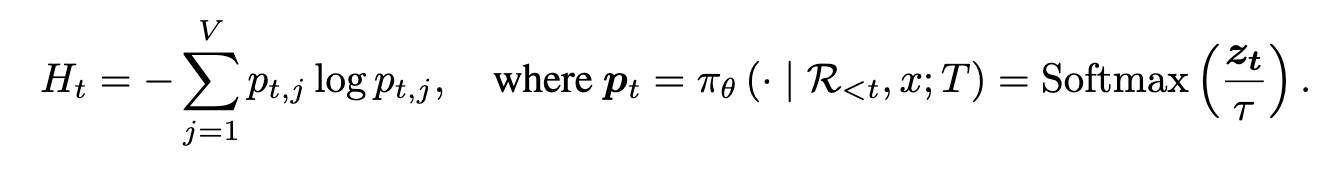 $H_t = -\sum_{j=1}^{V} p_{t,j} \log p_{t,j}, \quad \text{where } \boldsymbol{p}_t = \pi_\theta \left( \cdot \mid \mathcal{R}_{<t}, x; T \right) = \text{Softmax} \left( \frac{\boldsymbol{z_t}}{\tau} \right).$